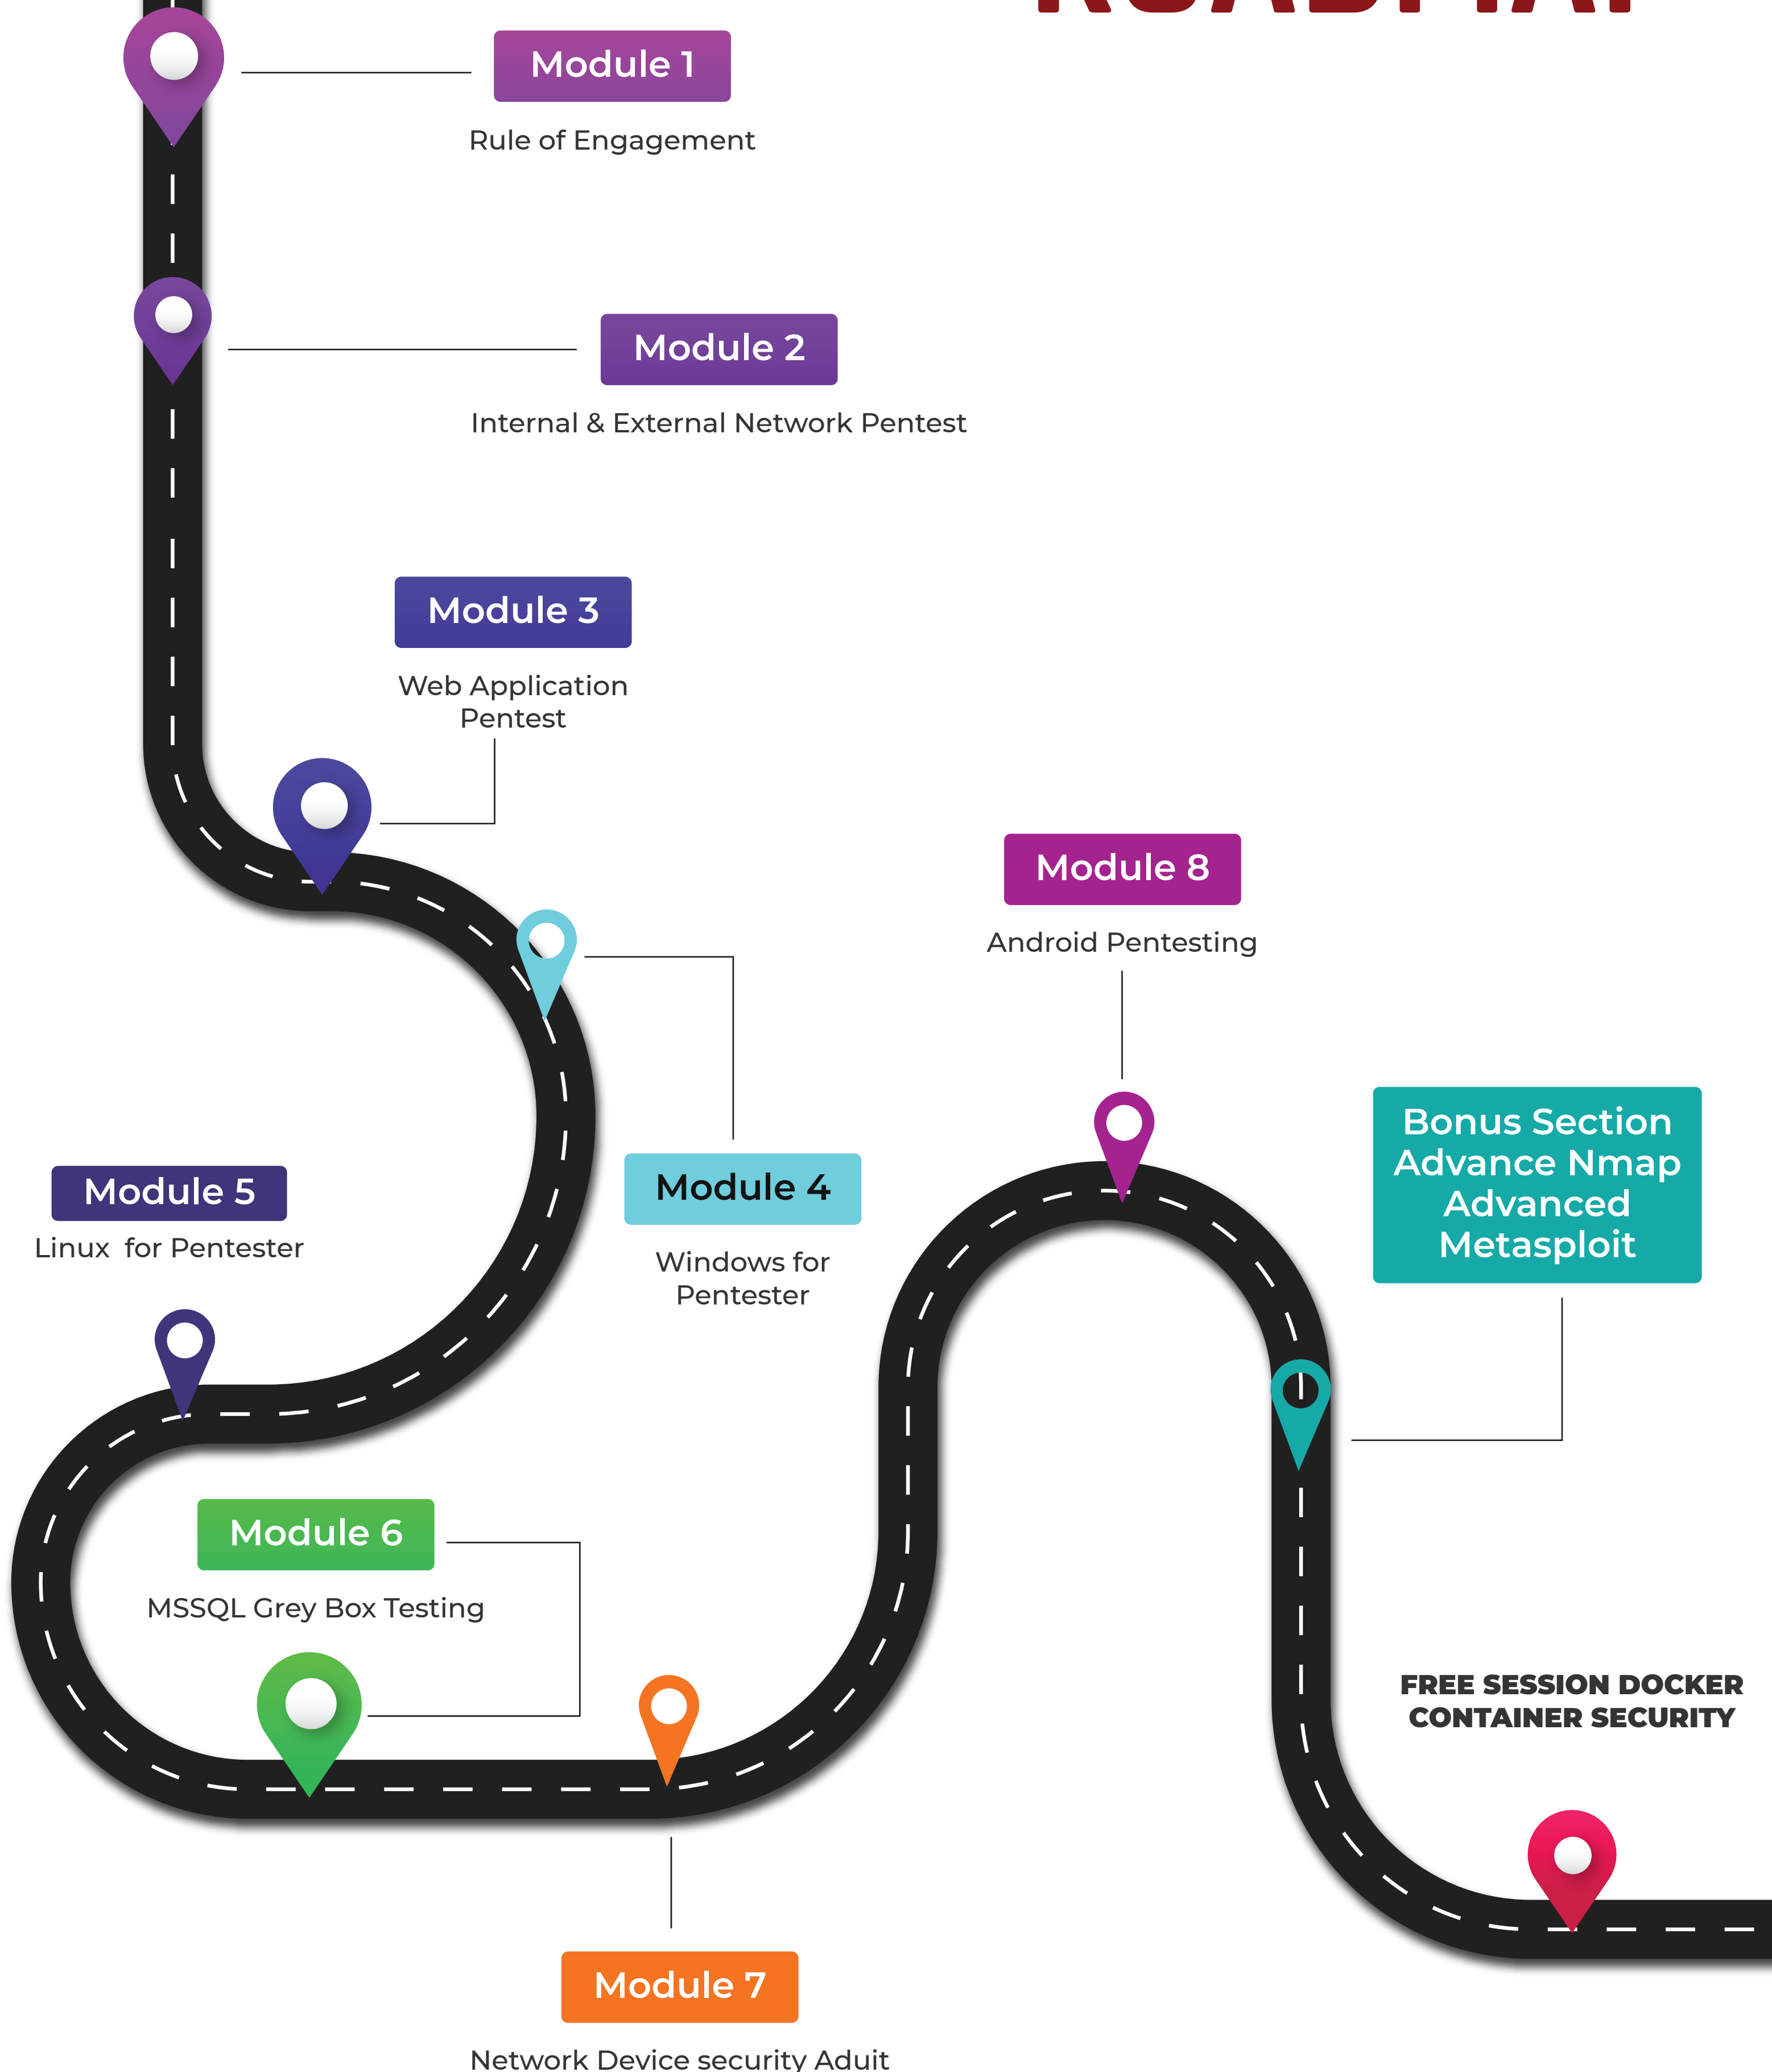 ROADMAP
Module 1
Rule of Engagement
Module 2
Internal & External Network Pentest
Module 3
Web Application
Pentest
Module 8
Android Pentesting
Bonus Section
Advance Nmap
Advanced
Metasploit
Module 5
Linux for Pentester
Module 4
Windows for
Pentester
Module 6
MSSQL Grey Box Testing
FREE SESSION DOCKER
CONTAINER SECURITY
Module 7
Network Device security Aduit